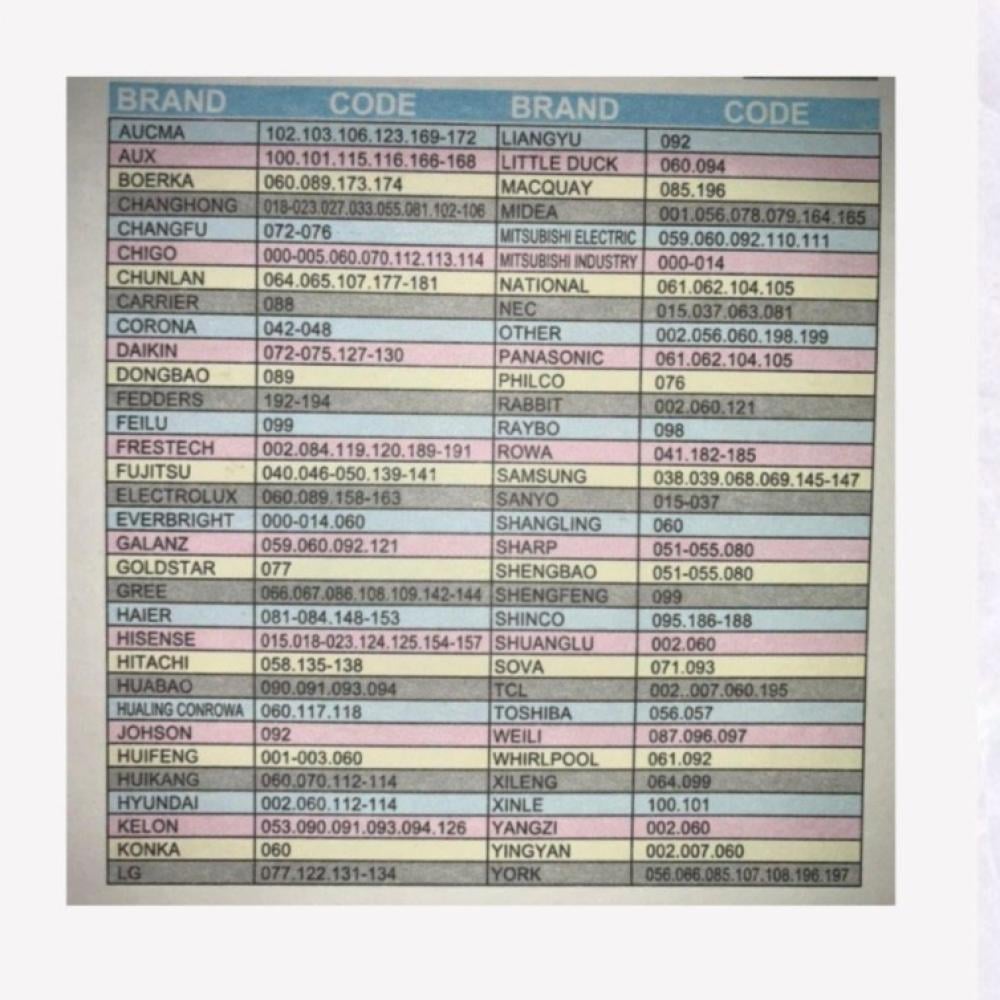 BRAND CODE BRAND CODE
AUCMA 102.103.106.123.169-172 LIANGYU 092
AUX 100.101.115.116.166-168 LITTLE DUCK 060.094
BOERKA 060.089.173.174 MACQUAY 085.196
CHANGHONG 018-023.027.033.055.081.102-106 MIDEA 001.056.078.079.164.165
CHANGFU 072-076 MITSUBISHI ELECTRIC 059.060.092.110.111
CHIGO 000-005.060.070.112.113.114 MITSUBISHI INDUSTRY 000-014
CHUNLAN 064.065.107.177-181 NATIONAL 061.062.104.105
CARRIER 088 NEC 015.037.063.081
CORONA 042-048 OTHER 002.056.060.198.199
DAIKIN 072-075.127-130 PANASONIC 061.062.104.105
DONGBAO 089 PHILCO 076
FEDDERS 192-194 RABBIT 002.060.121
FEILU 099 RAYBO 098
FRESTECH 002.084.119.120.189-191 ROWA 041.182-185
FUJITSU 040.046-050.139-141 SAMSUNG 038.039.068.069.145-147
ELECTROLUX 060.089.158-163 SANYO 015-037
EVERBRIGHT 000-014.060 SHANGLING 060
GALANZ 059.060.092.121 SHARP 051-055.080
GOLDSTAR 077 SHENGBAO 051-055.080
GREE 066.067.086.108.109.142-144 SHENGFENG 099
HAIER 081-084.148-153 SHINCO 095.186-188
HISENSE 015.018-023.124.125.154-157 SHUANGLU 002.060
HITACHI 058.135-138 SOVA 071.093
HUABAO 090.091.093.094 TCL 002..007.060.195
HUALING CONROWA 060.117.118 TOSHIBA 056.057
JOHSON 092 WEILI 087.096.097
HUIFENG 001-003.060 WHIRLPOOL 061.092
HUIKANG 060.070.112-114 XILENG 064.099
HYUNDAI 002.060.112-114 XINLE 100.101
KELON 053.090.091.093.094.126 YANGZI 002.060
KONKA 060 YINGYAN 002.007.060
LG 077.122.131-134 YORK 056.066.085.107.108.196.197